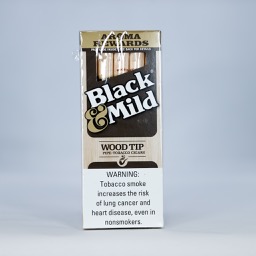 AROMA
REWARDS
Black
& Mild
WOOD TIP
PIPE-TOBACCO CIGARS
WARNING:
Tobacco smoke
increases the risk
of lung cancer and
heart disease, even in
nonsmokers.